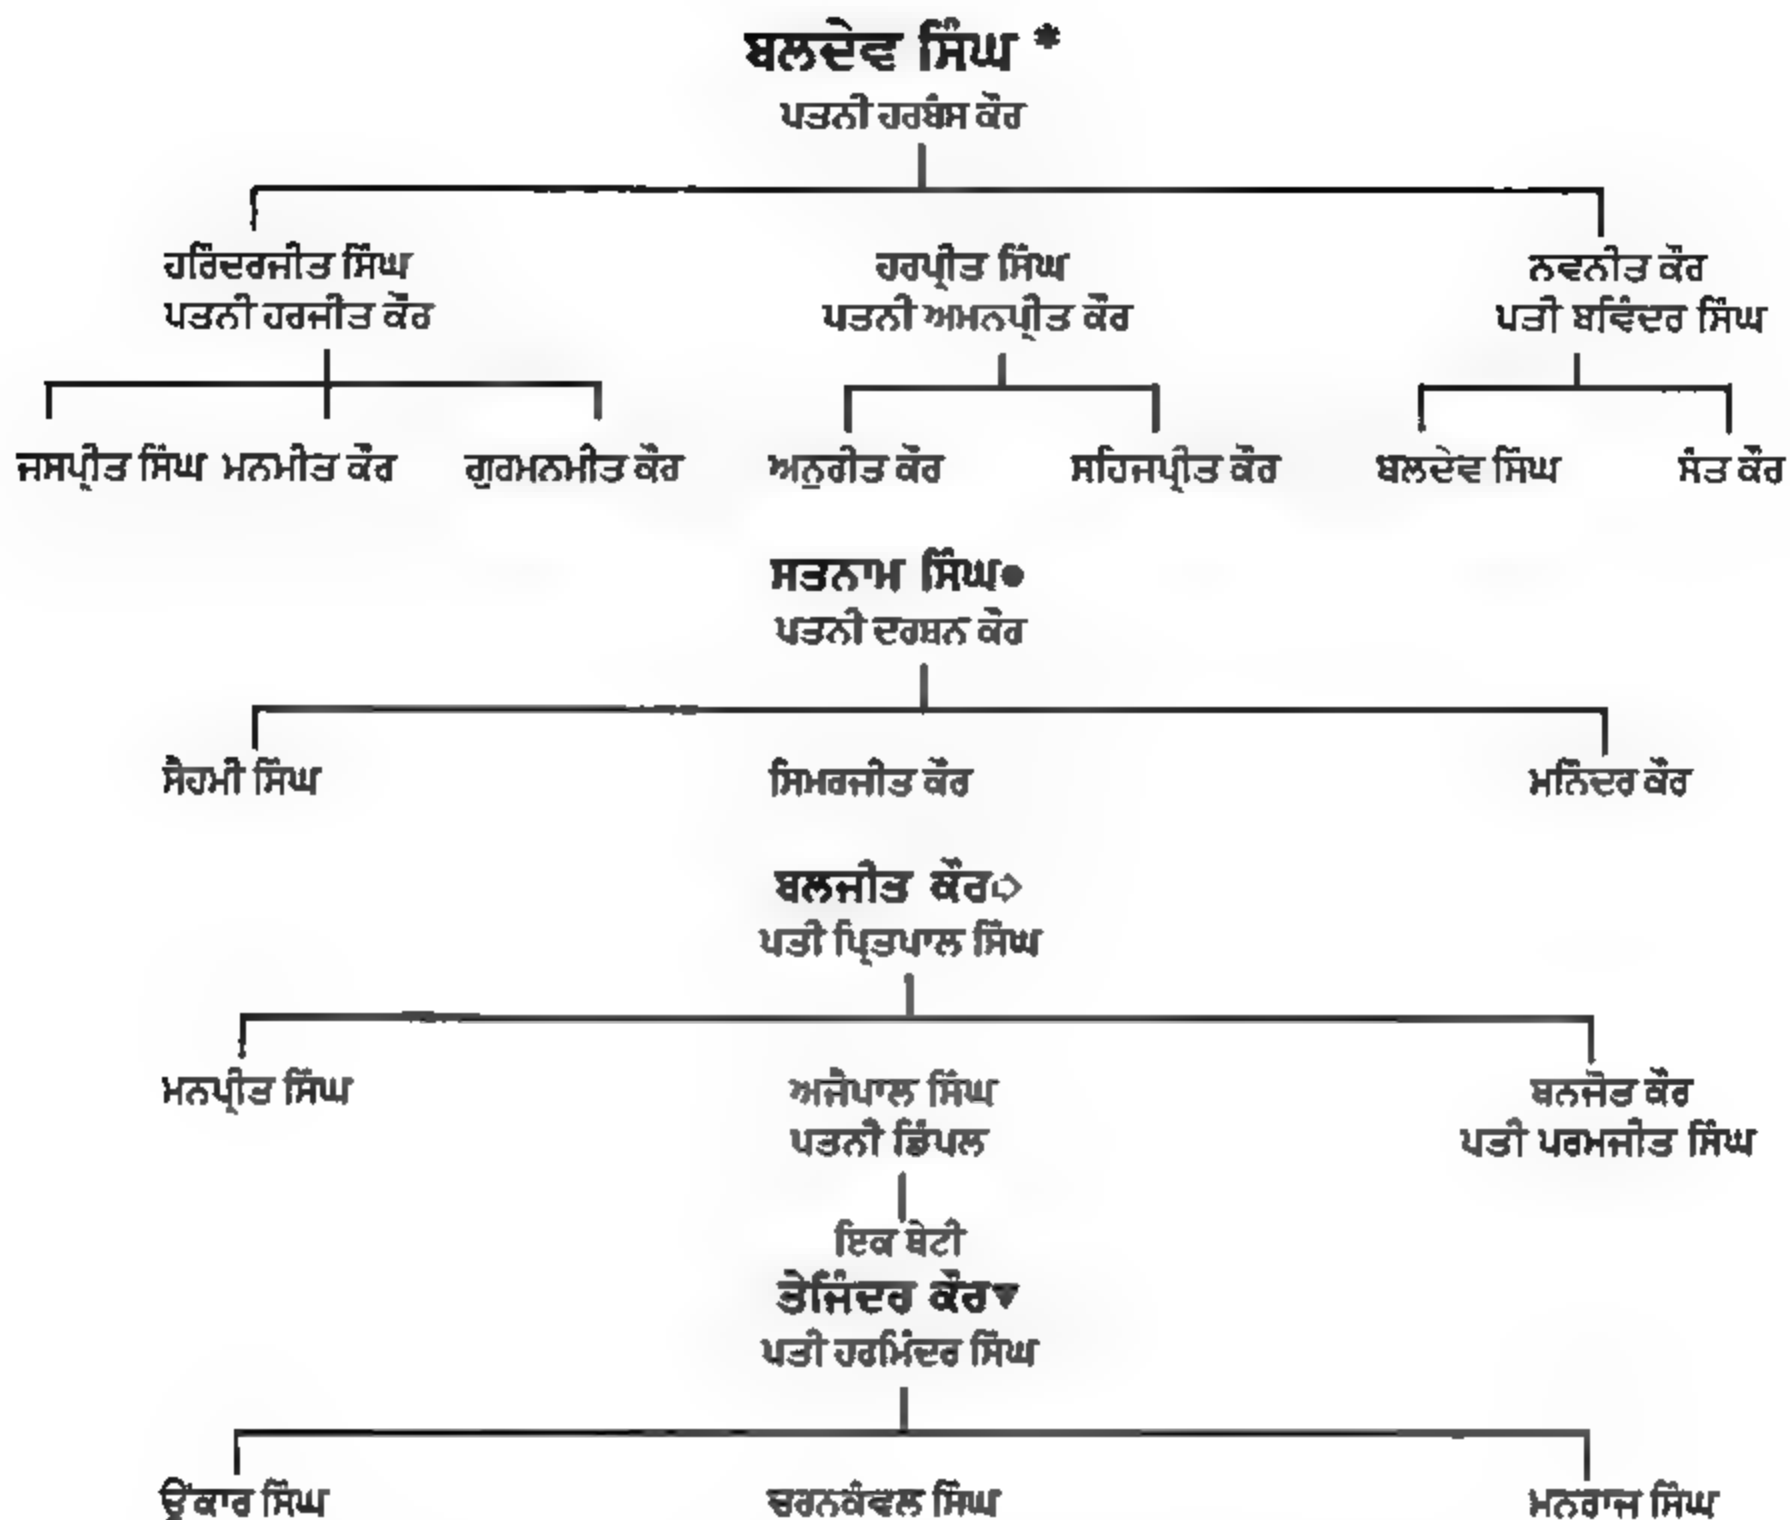 ਬਲਦੇਵ ਸਿੰਘ *
ਪਤਨੀ ਹਰਬੰਸ ਕੌਰ
ਹਰਿੰਦਰਜੀਤ ਸਿੰਘ ਹਰਪ੍ਰੀਤ ਸਿੰਘ ਨਵਨੀਤ ਕੌਰ
ਪਤਨੀ ਹਰਜੀਤ ਕੌਰ ਪਤਨੀ ਅਮਨਪ੍ਰੀਤ ਕੌਰ ਪਤੀ ਬਵਿੰਦਰ ਸਿੰਘ
ਜਸਪ੍ਰੀਤ ਸਿੰਘ ਮਨਮੀਤ ਕੌਰ ਗੁਰਮਨਮੀਤ ਕੌਰ ਅਨੁਰੀਤ ਕੌਰ ਸਹਿਜਪ੍ਰੀਤ ਕੌਰ ਬਲਦੇਵ ਸਿੰਘ ਸੰਤ ਕੌਰ
ਸਤਨਾਮ ਸਿੰਘ●
ਪਤਨੀ ਦਰਸ਼ਨ ਕੌਰ
ਸੈਹਮੀ ਸਿੰਘ ਸਿਮਰਜੀਤ ਕੌਰ ਮਨਿੰਦਰ ਕੌਰ
ਬਲਜੀਤ ਕੌਰ➪
ਪਤੀ ਪ੍ਰਿਤਪਾਲ ਸਿੰਘ
ਮਨਪ੍ਰੀਤ ਸਿੰਘ ਅਜੈਪਾਲ ਸਿੰਘ ਬਨਜੋਤ ਕੌਰ
ਪਤਨੀ ਡਿੰਪਲ ਪਤੀ ਪਰਮਜੀਤ ਸਿੰਘ
ਇਕ ਬੇਟੀ
ਤੇਜਿੰਦਰ ਕੌਰ▼
ਪਤੀ ਹਰਮਿੰਦਰ ਸਿੰਘ
ਉਂਕਾਰ ਸਿੰਘ ਚਰਨਕੰਵਲ ਸਿੰਘ ਮਨਰਾਜ ਸਿੰਘ